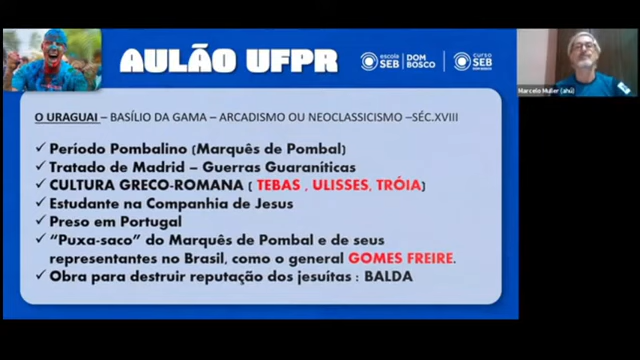 AULÃO UFPR
escola SEB DOM BOSCO
curso SEB DOM BOSCO
Marcelo Muller (ahú)
O URAGUAI – BASÍLIO DA GAMA – ARCADISMO OU NEOCLASSICISMO –SÉC.XVIII
✓ Período Pombalino (Marquês de Pombal)
✓ Tratado de Madrid – Guerras Guaraníticas
✓ CULTURA GRECO-ROMANA ( TEBAS , ULISSES, TRÓIA)
✓ Estudante na Companhia de Jesus
✓ Preso em Portugal
✓ “Puxa-saco” do Marquês de Pombal e de seus
representantes no Brasil, como o general GOMES FREIRE.
✓ Obra para destruir reputação dos jesuítas : BALDA